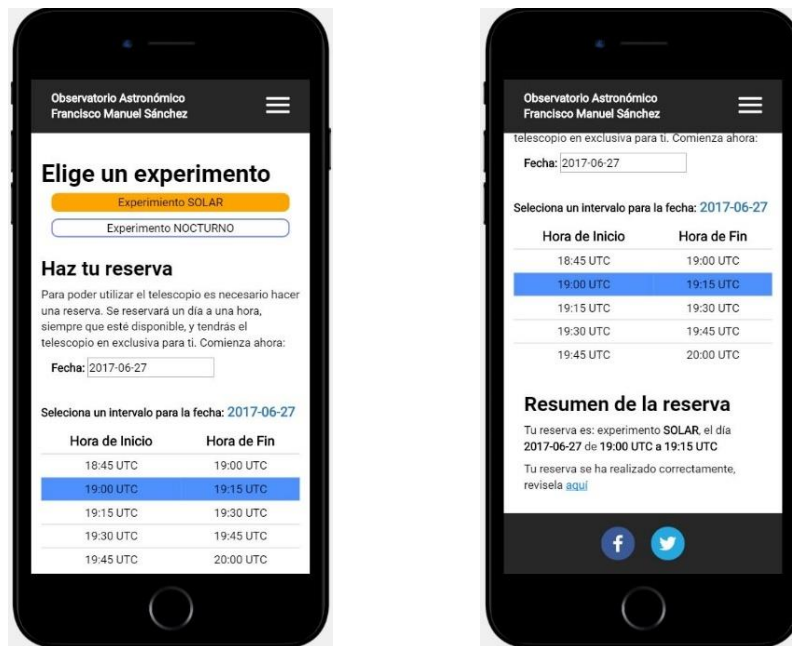 Observatorio Astronómico
Francisco Manuel Sánchez
Elige un experimento
Experimiento SOLAR
Experimento NOCTURNO
Haz tu reserva
Para poder utilizar el telescopio es necesario hacer
una reserva. Se reservará un día a una hora,
siempre que esté disponible, y tendrás el
telescopio en exclusiva para ti. Comienza ahora:
Fecha: 2017-06-27
Seleciona un intervalo para la fecha: 2017-06-27
Hora de Inicio Hora de Fin
18:45 UTC 19:00 UTC
19:00 UTC 19:15 UTC
19:15 UTC 19:30 UTC
19:30 UTC 19:45 UTC
19:45 UTC 20:00 UTC
Observatorio Astronómico
Francisco Manuel Sánchez
telescopio en exclusiva para ti. Comienza ahora:
Fecha: 2017-06-27
Seleciona un intervalo para la fecha: 2017-06-27
Hora de Inicio Hora de Fin
18:45 UTC 19:00 UTC
19:00 UTC 19:15 UTC
19:15 UTC 19:30 UTC
19:30 UTC 19:45 UTC
19:45 UTC 20:00 UTC
Resumen de la reserva
Tu reserva es: experimento SOLAR, el día
2017-06-27 de 19:00 UTC a 19:15 UTC
Tu reserva se ha realizado correctamente,
revisela aquí